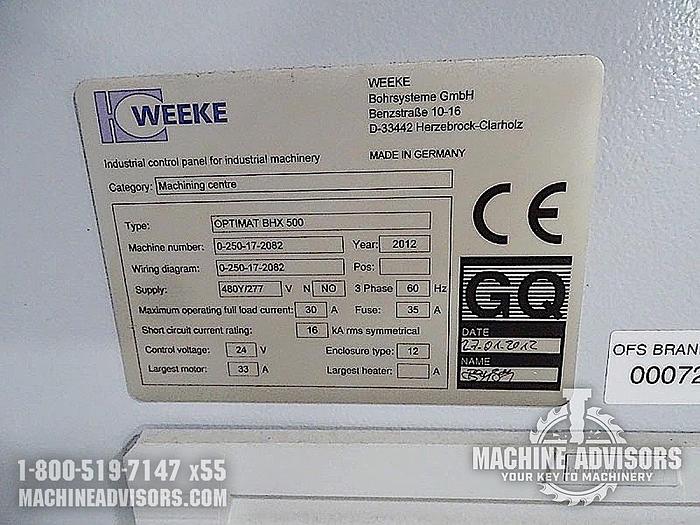 HC WEEKE
WEEKE
Bohrsysteme GmbH
Benzstraße 10-16
D-33442 Herzebrock-Clarholz
Industrial control panel for industrial machinery
MADE IN GERMANY
Category: Machining centre
Type: OPTIMAT BHX 500
Machine number: 0-250-17-2082 Year: 2012
Wiring diagram: 0-250-17-2082 Pos:
Supply: 480Y/277 V N NO 3 Phase 60 Hz
Maximum operating full load current: 30 A Fuse: 35 A
Short circuit current rating: 16 kA rms symmetrical
Control voltage: 24 V Enclosure type: 12
Largest motor: 33 A Largest heater: A
CE
GQ
DATE
27.01.2012
NAME
OFS BRAN
00072
1-800-519-7147 x55
MACHINEADVISORS.COM
MACHINE ADVISORS
YOUR KEY TO MACHINERY